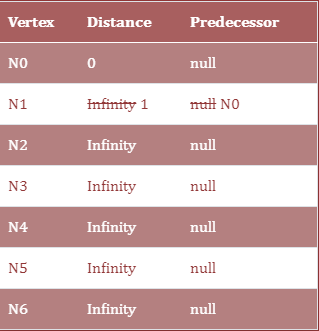 Vertex Distance Predecessor
N0 0 null
N1 Infinity 1 null N0
N2 Infinity null
N3 Infinity null
N4 Infinity null
N5 Infinity null
N6 Infinity null